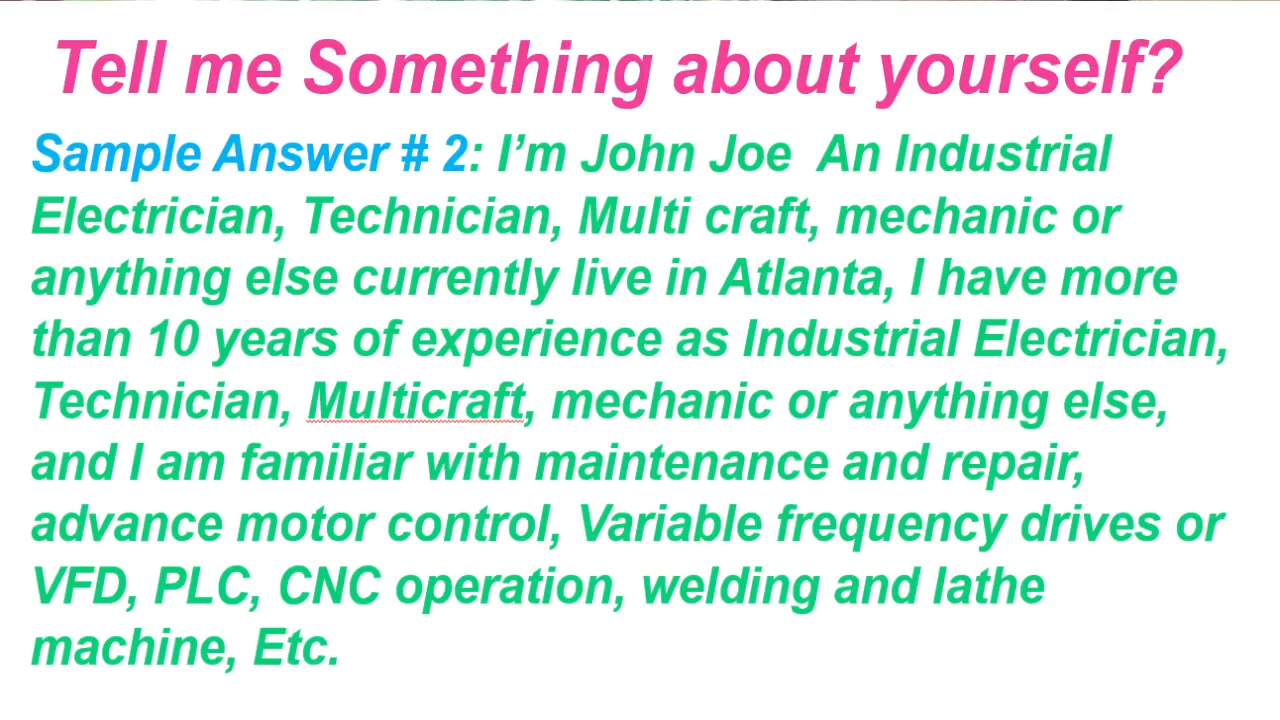 Tell me Something about yourself?
Sample Answer # 2: I’m John Joe  An Industrial
Electrician, Technician, Multi craft, mechanic or
anything else currently live in Atlanta, I have more
than 10 years of experience as Industrial Electrician,
Technician, Multicraft, mechanic or anything else,
and I am familiar with maintenance and repair,
advance motor control, Variable frequency drives or
VFD, PLC, CNC operation, welding and lathe
machine, Etc.